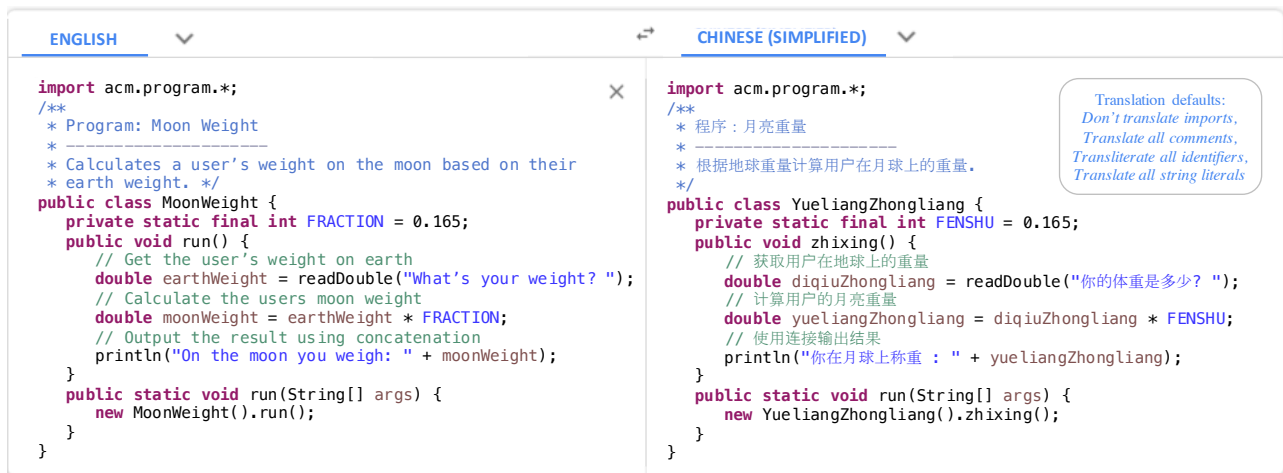 ENGLISH
CHINESE (SIMPLIFIED)
import acm.program.*;
/**
 * Program: Moon Weight
 * ---------------------
 * Calculates a user's weight on the moon based on their
 * earth weight. */
public class MoonWeight {
private static final int FRACTION = 0.165;
public void run() {
// Get the user's weight on earth
double earthWeight = readDouble("What's your weight? ");
// Calculate the users moon weight
double moonWeight = earthWeight * FRACTION;
// Output the result using concatenation
println("On the moon you weigh: " + moonWeight);
}
public static void run(String[] args) {
new MoonWeight().run();
}
}
import acm.program.*;
/**
 * 程序：月亮重量
 * ---------------------
 * 根据地球重量计算用户在月球上的重量.
 */
public class YueliangZhongliang {
private static final int FENSHU = 0.165;
public void zhixing() {
// 获取用户在地球上的重量
double diqiuZhongliang = readDouble("你的体重是多少? ");
// 计算用户的月亮重量
double yueliangZhongliang = diqiuZhongliang * FENSHU;
// 使用连接输出结果
println("你在月球上称重 : " + yueliangZhongliang);
}
public static void run(String[] args) {
new YueliangZhongliang().zhixing();
}
}
Translation defaults:
Don't translate imports,
Translate all comments,
Transliterate all identifiers,
Translate all string literals